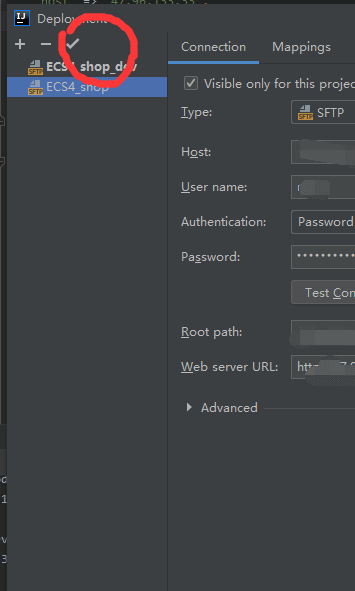 Deployment
Connection Mappings
ECS4_shop_dev
ECS4_shop
Visible only for this projec
Type: SFTP
Host:
User name:
Authentication: Password
Password: ••••••••••
Test Con
Root path:
Web server URL:
Advanced